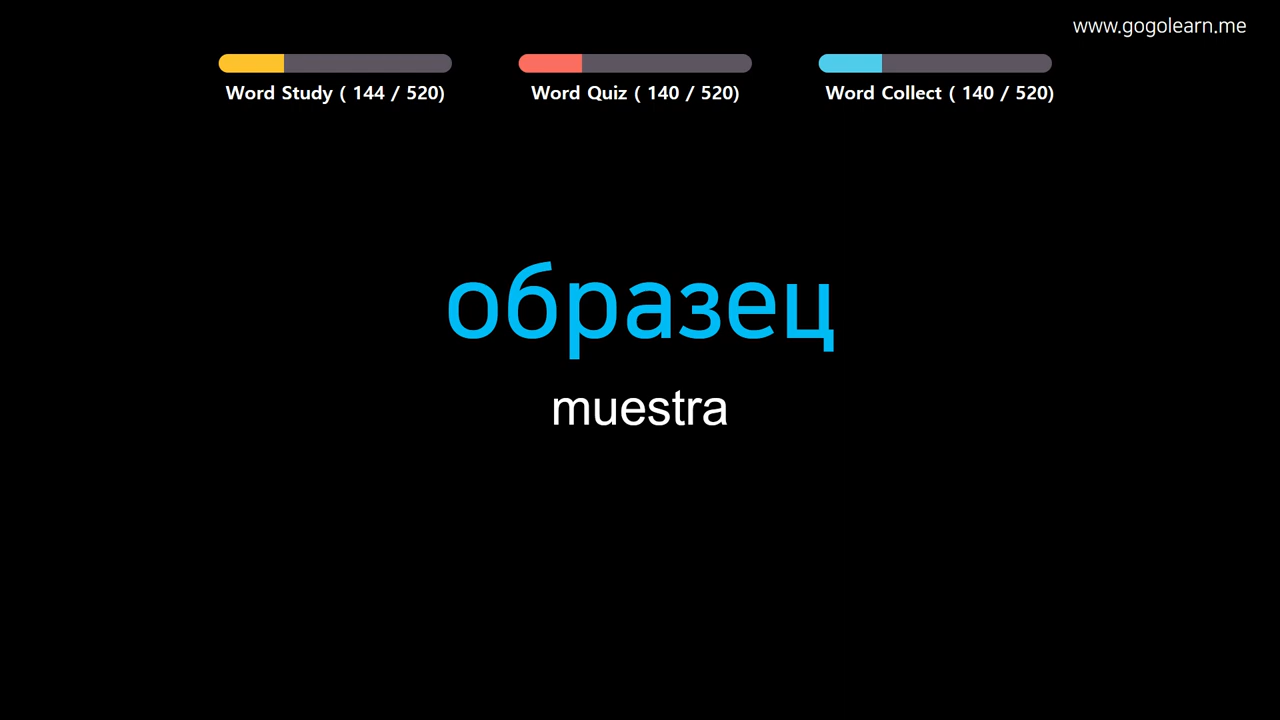 www.gogolearn.me
Word Study ( 144 / 520)
Word Quiz ( 140 / 520)
Word Collect ( 140 / 520)
образец
muestra